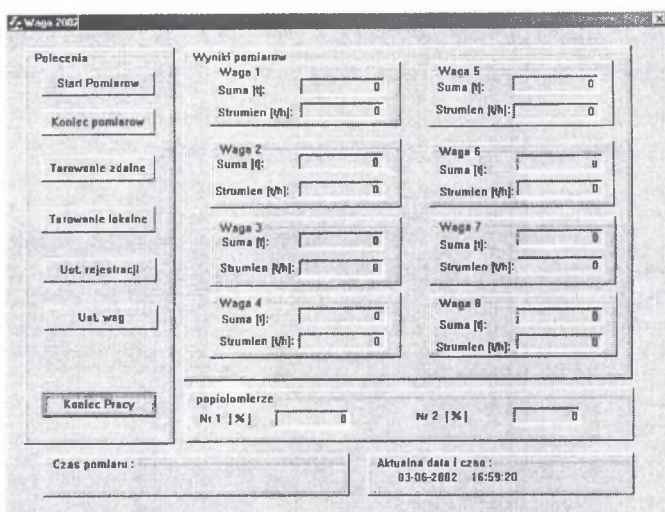 Waga 2002
Polecenia
Start Pomiarow
Koniec pomiarow
Tarowanie zdalne
Tarowanie lokalne
Ust. rejestracji
Ust. wag
Koniec Pracy
Wyniki pomiarow
Waga 1
Suma [t]: 0
Strumien [t/h]: 0
Waga 2
Suma [t]: 0
Strumien [t/h]: 0
Waga 3
Suma [t]: 0
Strumien [t/h]: 0
Waga 4
Suma [t]: 0
Strumien [t/h]: 0
Waga 5
Suma [t]: 0
Strumien [t/h]: 0
Waga 6
Suma [t]: 0
Strumien [t/h]: 0
Waga 7
Suma [t]: 0
Strumien [t/h]: 0
Waga 8
Suma [t]: 0
Strumien [t/h]: 0
popiolomierze
Nr 1 [%] 0
Nr 2 [%] 0
Czas pomiaru :
Aktualna data i czas :
03-06-2002 16:59:20